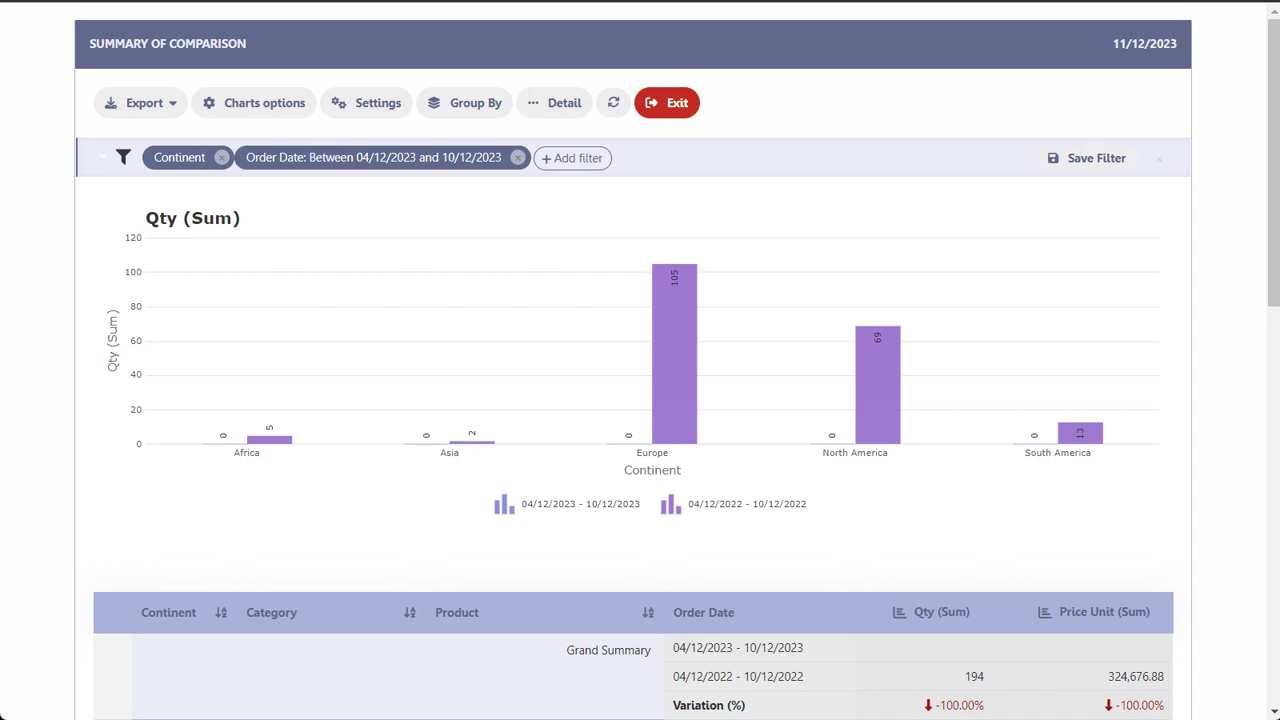 SUMMARY OF COMPARISON 11/12/2023
Export Charts options Settings Group By Detail Exit
Continent × Order Date: Between 04/12/2023 and 10/12/2023 × + Add filter Save Filter ×
Qty (Sum)
120
100
80
60
40
20
0
Qty (Sum)
0 5 0 2 0 105 0 69 0 13
Africa Asia Europe North America South America
Continent
04/12/2023 - 10/12/2023 04/12/2022 - 10/12/2022
Continent Category Product Order Date Qty (Sum) Price Unit (Sum)
Grand Summary 04/12/2023 - 10/12/2023
04/12/2022 - 10/12/2022 194 324,676.88
Variation (%) -100.00% -100.00%